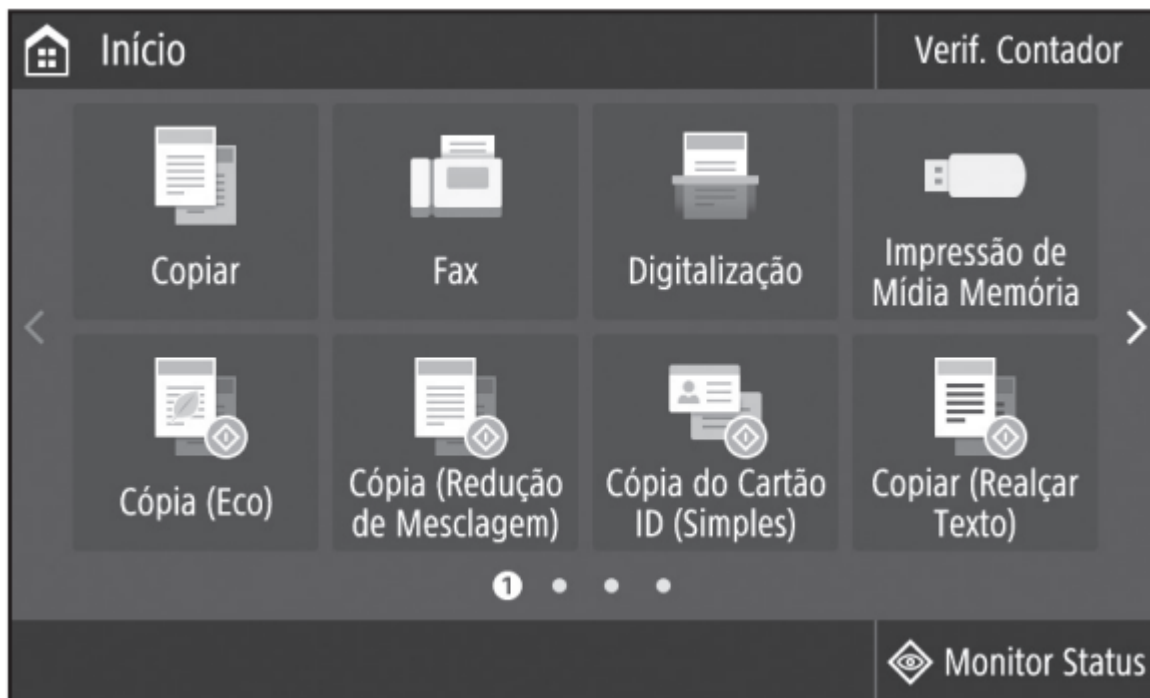 Início
Verif. Contador
Copiar
Fax
Digitalização
Impressão de
Mídia Memória
Cópia (Eco)
Cópia (Redução
de Mesclagem)
Cópia do Cartão
ID (Simples)
Copiar (Realçar
Texto)
1
Monitor Status